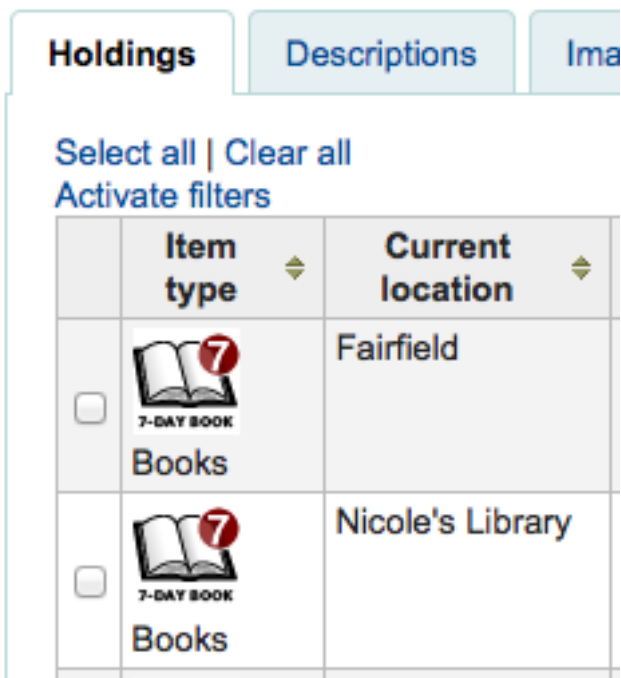 Holdings Descriptions
Select all | Clear all
Activate filters
Item type Current location
7
7-DAY BOOK
Books
Fairfield
7
7-DAY BOOK
Books
Nicole's Library